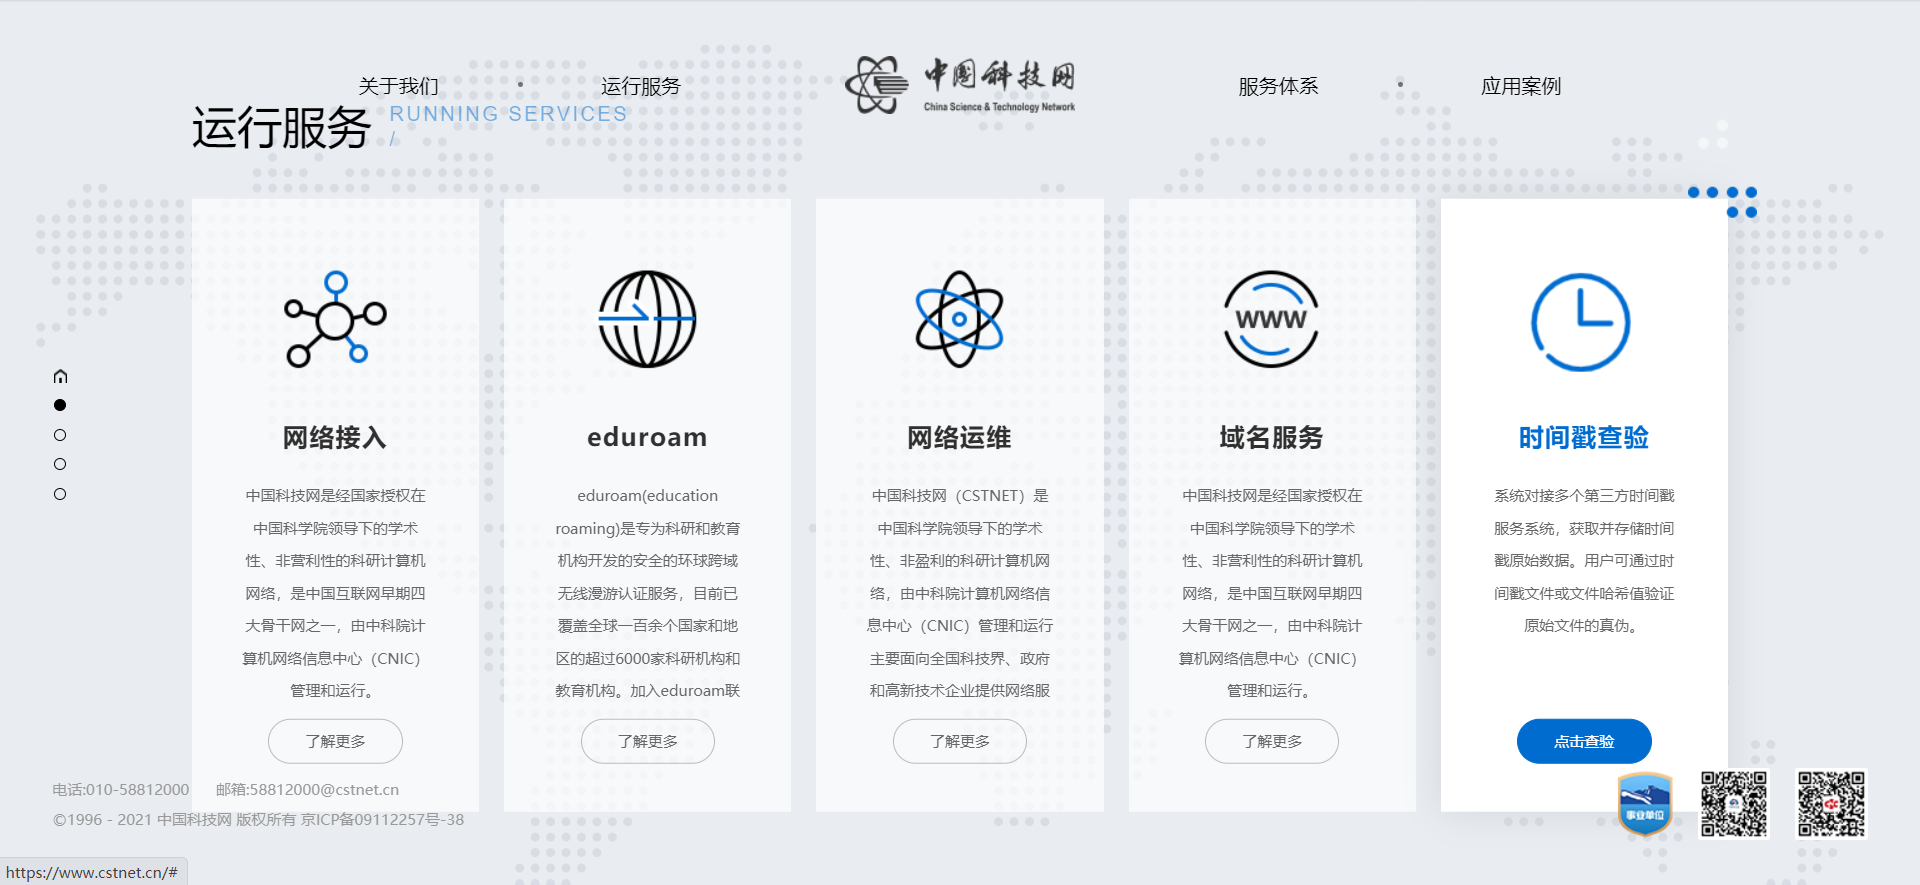 关于我们
运行服务
中国科技网
China Science & Technology Network
服务体系
应用案例
运行服务
RUNNING SERVICES
/
网络接入
中国科技网是经国家授权在
中国科学院领导下的学术
性、非营利性的科研计算机
网络，是中国互联网早期四
大骨干网之一，由中科院计
算机网络信息中心（CNIC）
管理和运行。
了解更多
eduroam
eduroam(education
roaming)是专为科研和教育
机构开发的安全的环球跨域
无线漫游认证服务，目前已
覆盖全球一百余个国家和地
区的超过6000家科研机构和
教育机构。加入eduroam联
了解更多
网络运维
中国科技网（CSTNET）是
中国科学院领导下的学术
性、非盈利的科研计算机网
络，由中科院计算机网络信
息中心（CNIC）管理和运行
主要面向全国科技界、政府
和高新技术企业提供网络服
了解更多
WWW
域名服务
中国科技网是经国家授权在
中国科学院领导下的学术
性、非营利性的科研计算机
网络，是中国互联网早期四
大骨干网之一，由中科院计
算机网络信息中心（CNIC）
管理和运行。
了解更多
时间戳查验
系统对接多个第三方时间戳
服务系统，获取并存储时间
戳原始数据。用户可通过时
间戳文件或文件哈希值验证
原始文件的真伪。
点击查验
电话:010-58812000 邮箱:58812000@cstnet.cn
©1996 - 2021 中国科技网 版权所有 京ICP备09112257号-38
事业单位
https://www.cstnet.cn/#